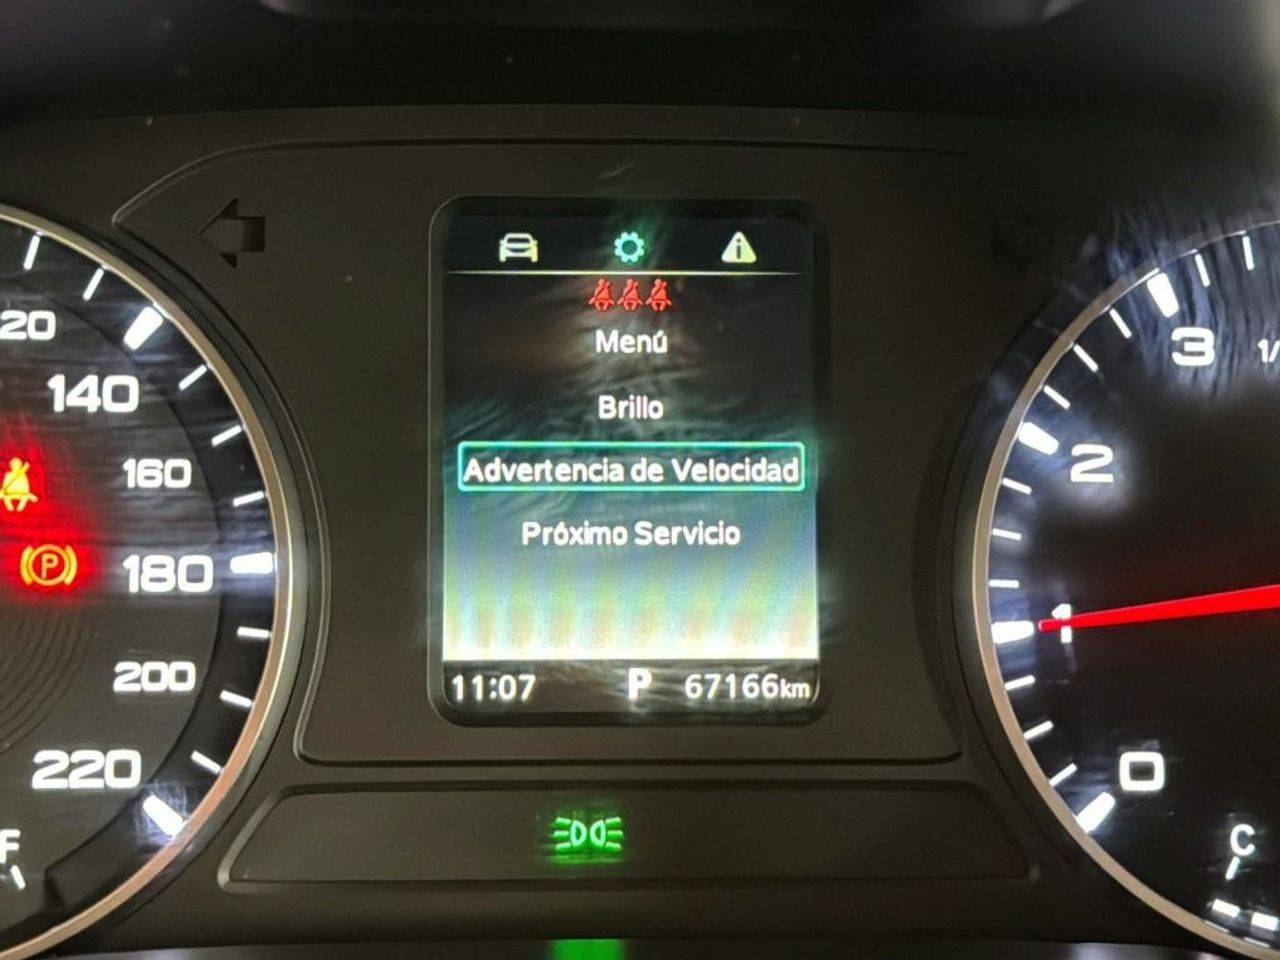 Menú
Brillo
Advertencia de Velocidad
Próximo Servicio
11:07 P 67166km
20
140
160
P
180
200
220
F
3
1/
2
1
0
C